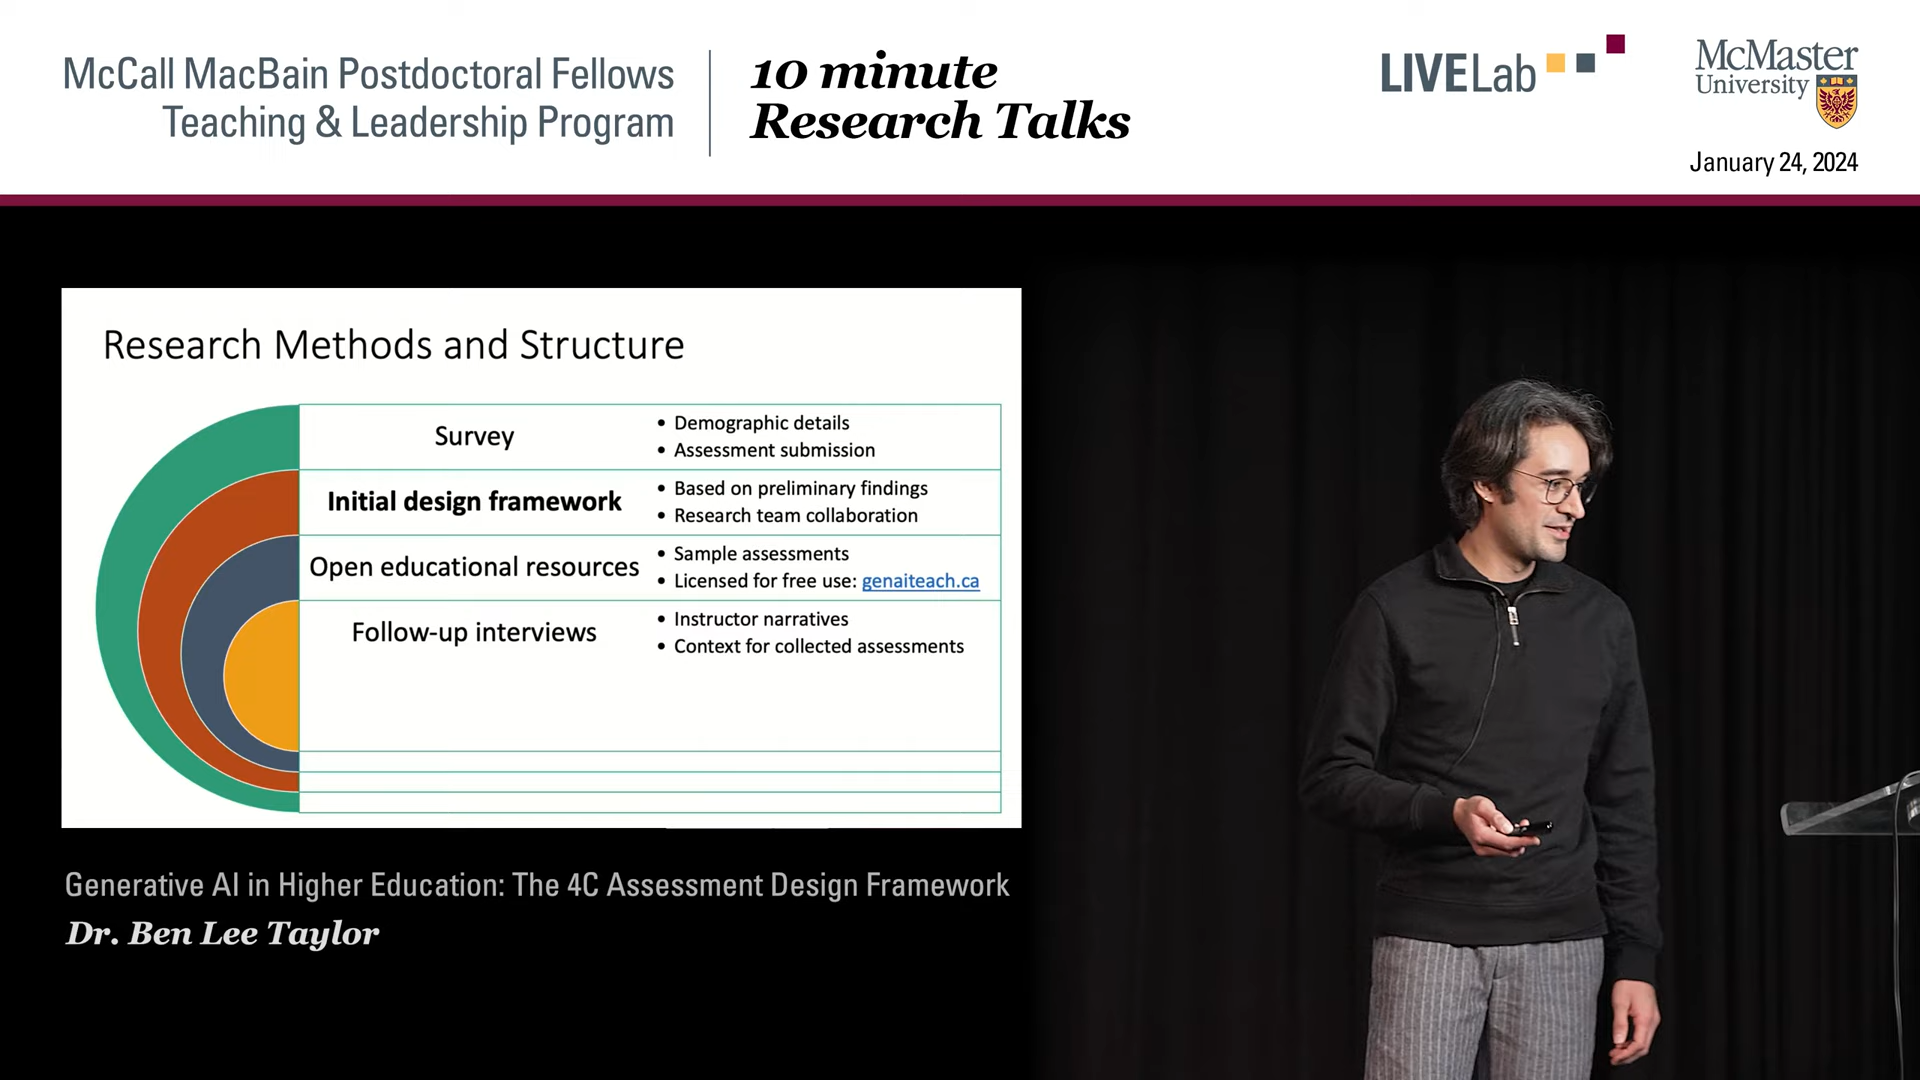 McCall MacBain Postdoctoral Fellows
Teaching & Leadership Program
10 minute
Research Talks
LIVELab
McMaster
University
January 24, 2024
Research Methods and Structure
Survey
• Demographic details
• Assessment submission
Initial design framework
• Based on preliminary findings
• Research team collaboration
Open educational resources
• Sample assessments
• Licensed for free use: genaiteach.ca
Follow-up interviews
• Instructor narratives
• Context for collected assessments
Generative AI in Higher Education: The 4C Assessment Design Framework
Dr. Ben Lee Taylor